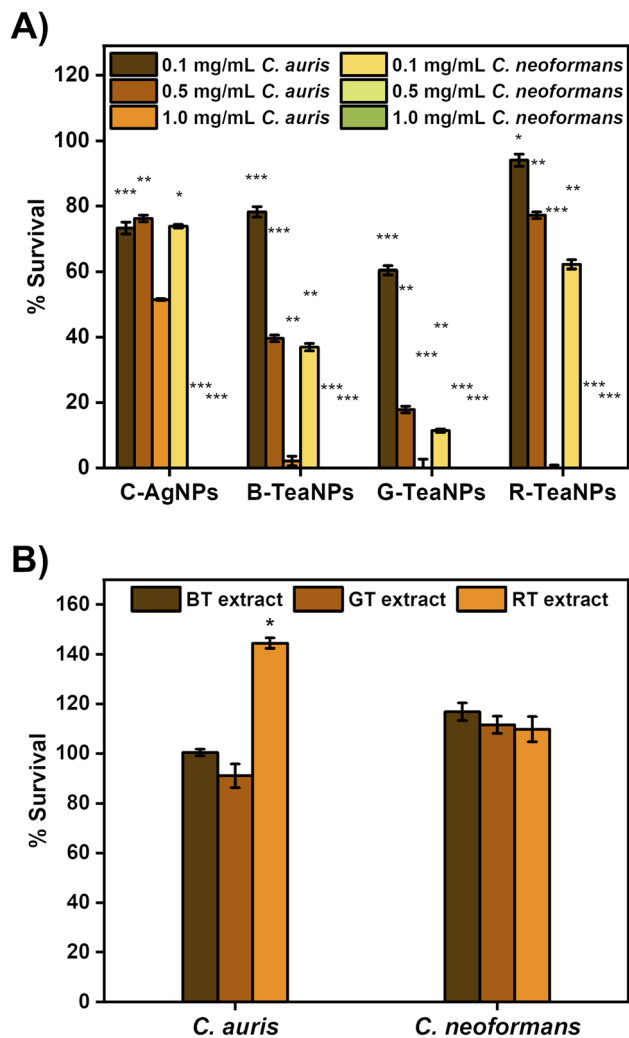 A)
0.1 mg/mL C. auris 0.1 mg/mL C. neoformans
0.5 mg/mL C. auris 0.5 mg/mL C. neoformans
1.0 mg/mL C. auris 1.0 mg/mL C. neoformans
% Survival
120
100
80
60
40
20
0
*** ** * *** *** ** ** *** ** *** ** * ** *** **
*** *** *** *** *** *** *** ***
C-AgNPs B-TeaNPs G-TeaNPs R-TeaNPs
B)
BT extract GT extract RT extract
% Survival
160
140
120
100
80
60
40
20
0
*
C. auris C. neoformans